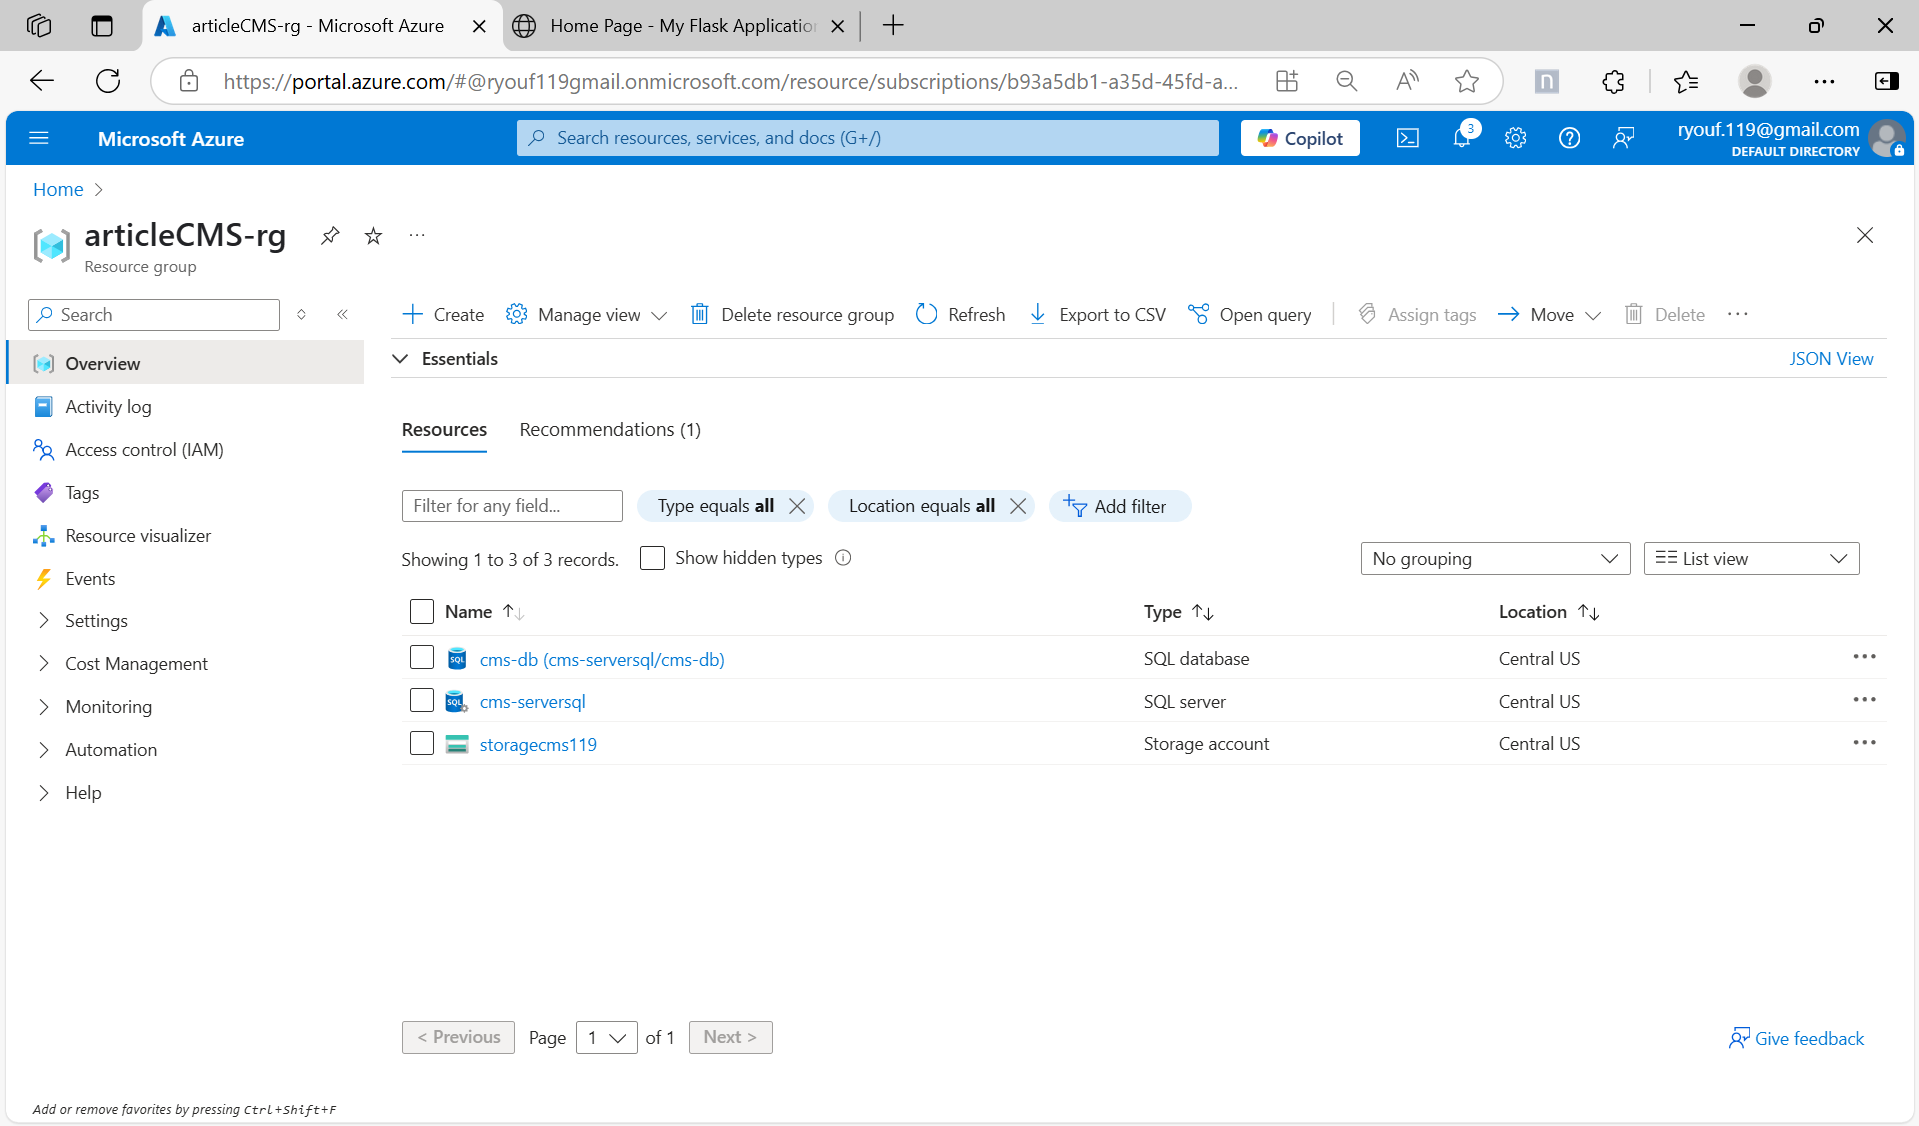 articleCMS-rg - Microsoft Azure
Home Page - My Flask Applicatio
https://portal.azure.com/#@ryouf119gmail.onmicrosoft.com/resource/subscriptions/b93a5db1-a35d-45fd-a...
n
Microsoft Azure
Search resources, services, and docs (G+/)
Copilot
3
ryouf.119@gmail.com
DEFAULT DIRECTORY
Home
articleCMS-rg
Resource group
Search
Create
Manage view
Delete resource group
Refresh
Export to CSV
Open query
Assign tags
Move
Delete
Overview
Activity log
Access control (IAM)
Tags
Resource visualizer
Events
Settings
Cost Management
Monitoring
Automation
Help
Essentials
JSON View
Resources
Recommendations (1)
Filter for any field...
Type equals all
Location equals all
Add filter
Showing 1 to 3 of 3 records.
Show hidden types
No grouping
List view
Name
Type
Location
SQL cms-db (cms-serversql/cms-db)
SQL database
Central US
SQL cms-serversql
SQL server
Central US
storagecms119
Storage account
Central US
< Previous
Page
1
of 1
Next >
Give feedback
Add or remove favorites by pressing Ctrl+Shift+F